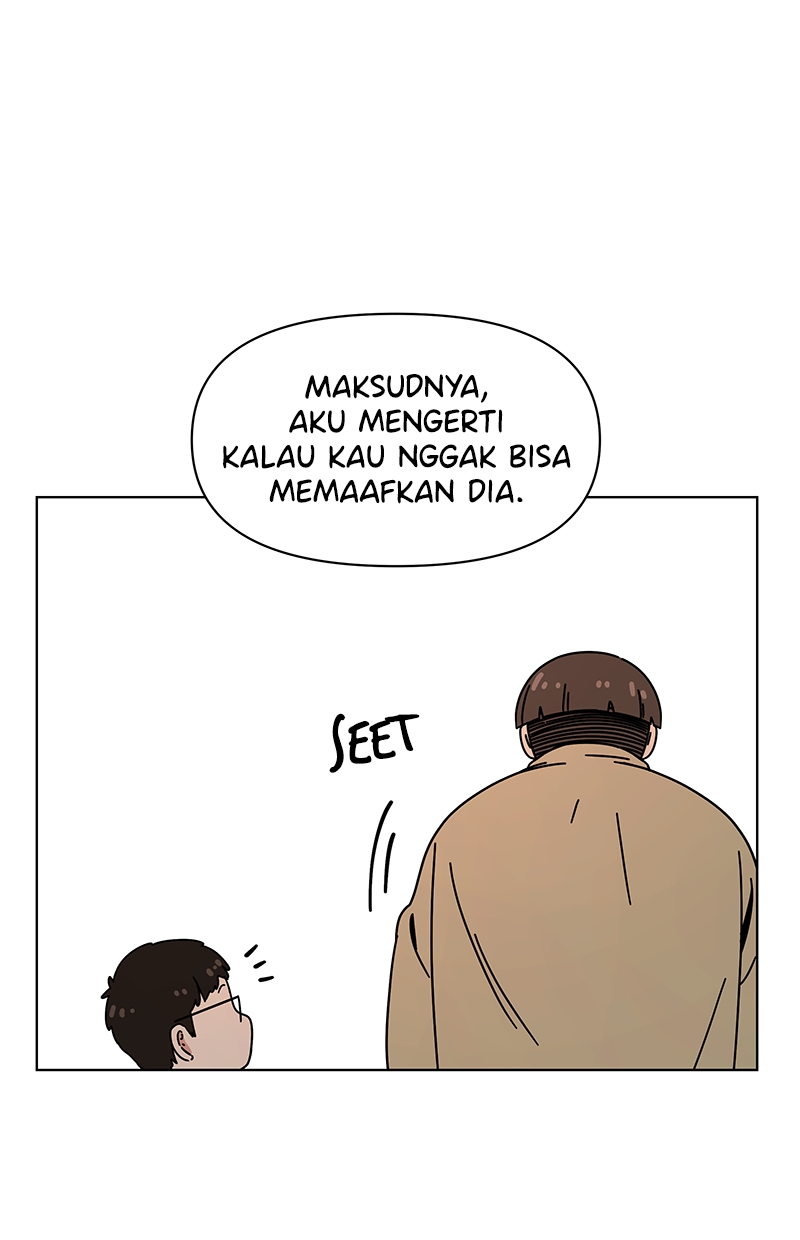 MAKSUDNYA,
AKU MENGERTI
KALAU KAU NGGAK BISA
MEMAAFKAN DIA.
SEET